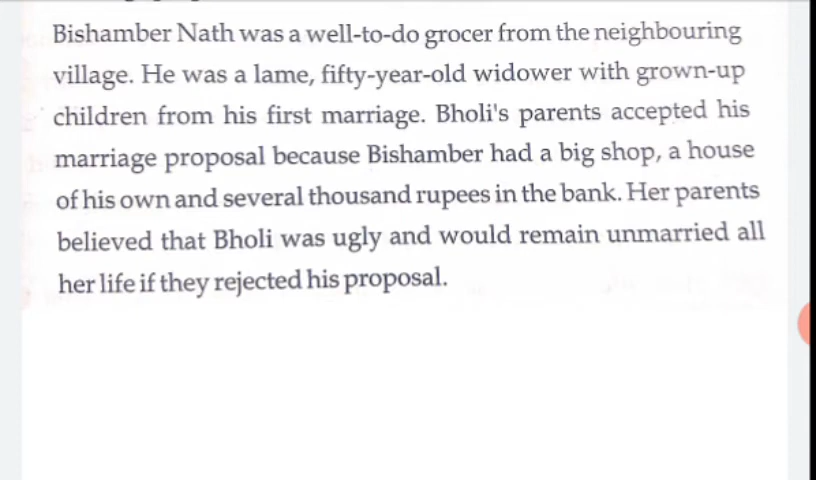 Bishamber Nath was a well-to-do grocer from the neighbouring
village. He was a lame, fifty-year-old widower with grown-up
children from his first marriage. Bholi's parents accepted his
marriage proposal because Bishamber had a big shop, a house
of his own and several thousand rupees in the bank. Her parents
believed that Bholi was ugly and would remain unmarried all
her life if they rejected his proposal.